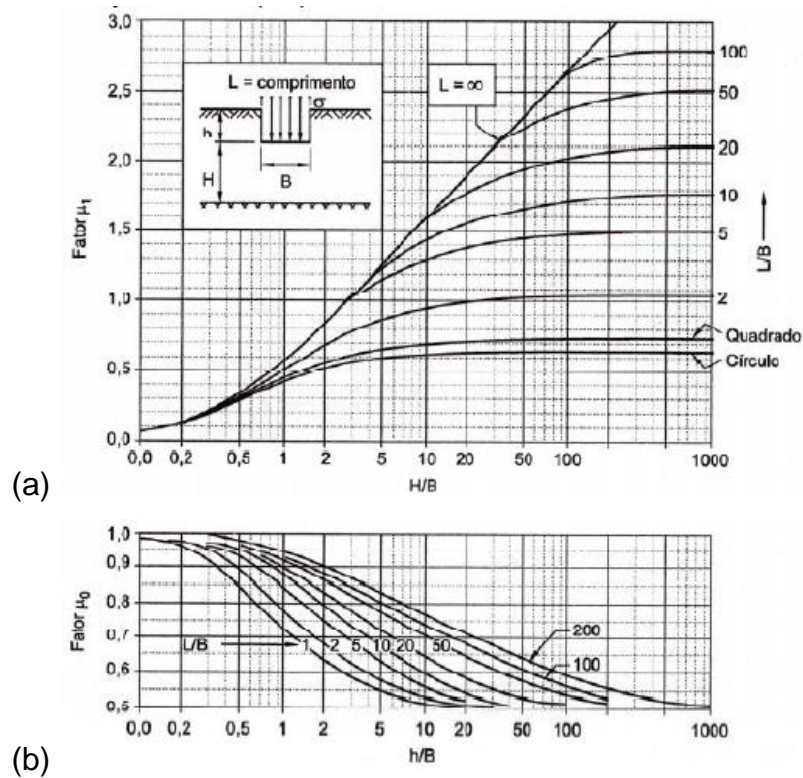 3,0
2,5
2,0
1,5
1,0
0,5
0,0
Fator μ1
L = comprimento
σ
h
H
B
L = ∞
100
50
20
10
5
2
L/B
Quadrado
Círculo
0,0 0,2 0,5 1 2 5 10 20 50 100 1000
H/B
(a)
1,0
0,9
0,8
0,7
0,6
Falor μ0
L/B 1 2 5 10 20 50
200
100
0,0 0,2 0,5 1 2 5 10 20 50 100 1000
h/B
(b)